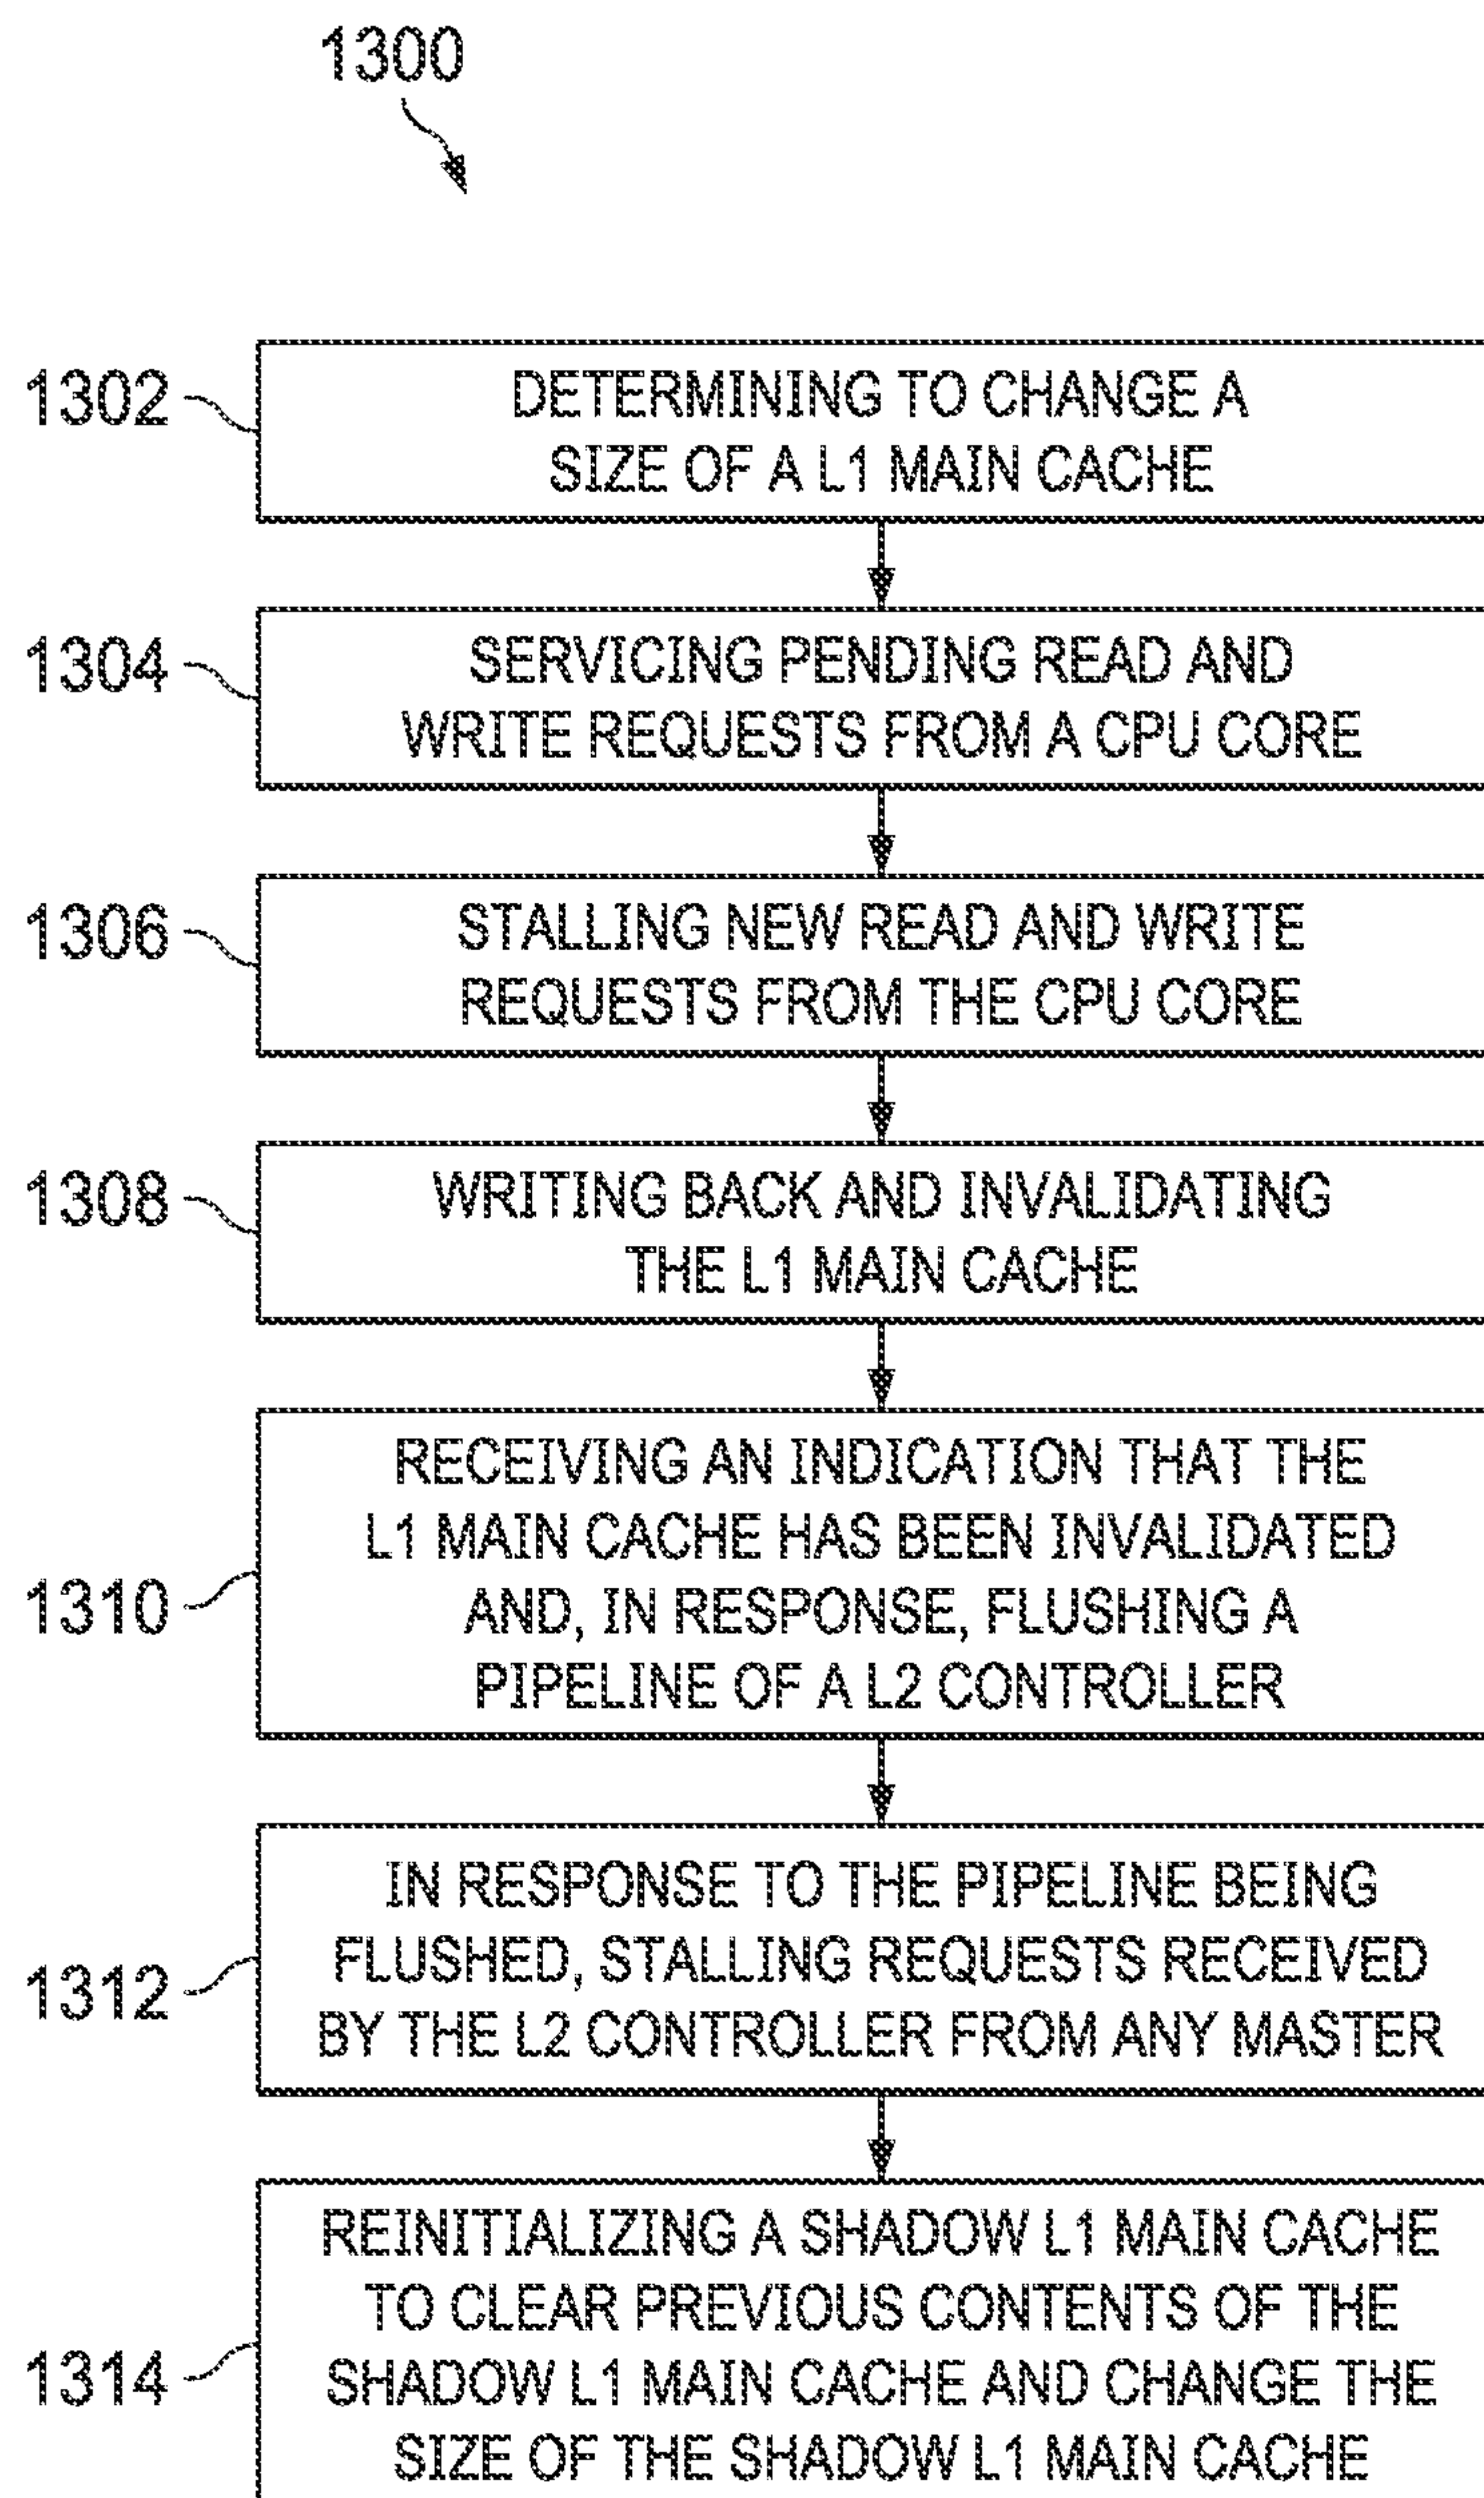 1300
1302
DETERMINING TO CHANGE A
SIZE OF A L1 MAIN CACHE
1304
SERVICING PENDING READ AND
WRITE REQUESTS FROM A CPU CORE
1306
STALLING NEW READ AND WRITE
REQUESTS FROM THE CPU CORE
1308
WRITING BACK AND INVALIDATING
THE L1 MAIN CACHE
1310
RECEIVING AN INDICATION THAT THE
L1 MAIN CACHE HAS BEEN INVALIDATED
AND, IN RESPONSE, FLUSHING A
PIPELINE OF A L2 CONTROLLER
1312
IN RESPONSE TO THE PIPELINE BEING
FLUSHED, STALLING REQUESTS RECEIVED
BY THE L2 CONTROLLER FROM ANY MASTER
1314
REINITIALIZING A SHADOW L1 MAIN CACHE
TO CLEAR PREVIOUS CONTENTS OF THE
SHADOW L1 MAIN CACHE AND CHANGE THE
SIZE OF THE SHADOW L1 MAIN CACHE